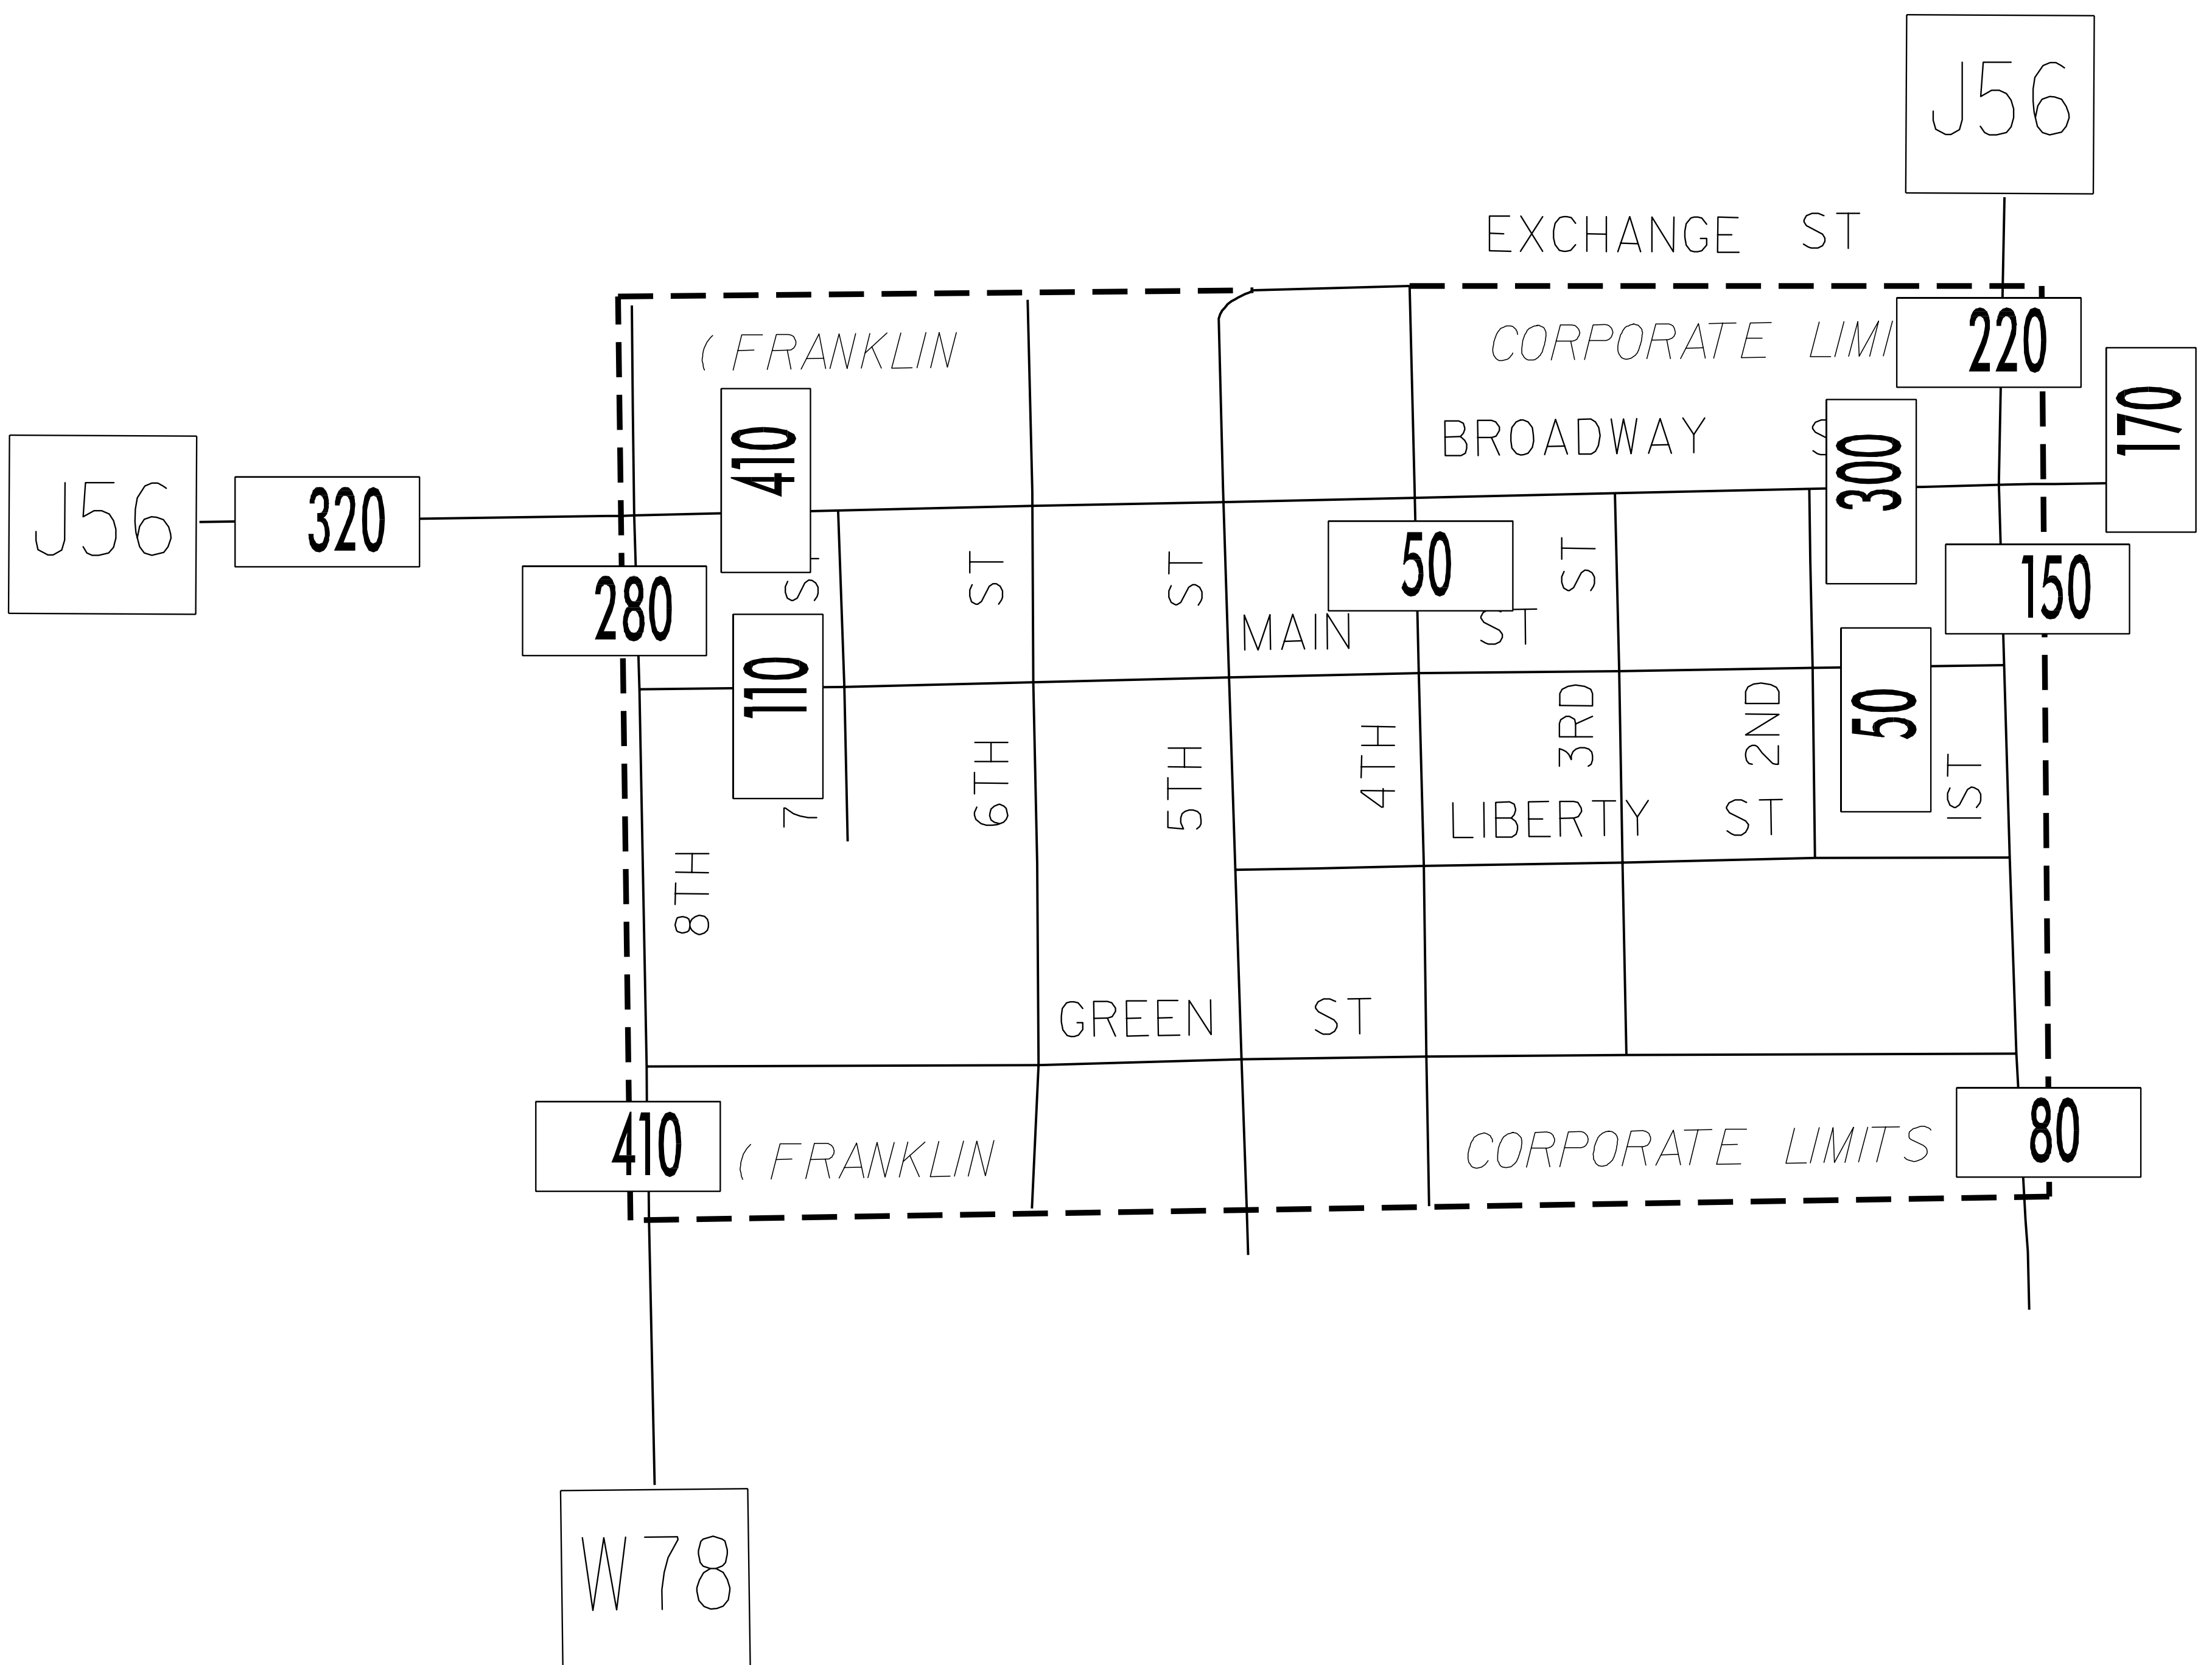 J56
EXCHANGE ST
(FRANKLIN
CORPORATE LIMI
220
170
410
BROADWAY
300
J56
320
280
ST
ST
ST
50
ST
150
MAIN ST
110
7
6TH
5TH
4TH
3RD
2ND
50
1ST
LIBERTY ST
8TH
GREEN ST
410
(FRANKLIN
CORPORATE LIMITS
80
W78